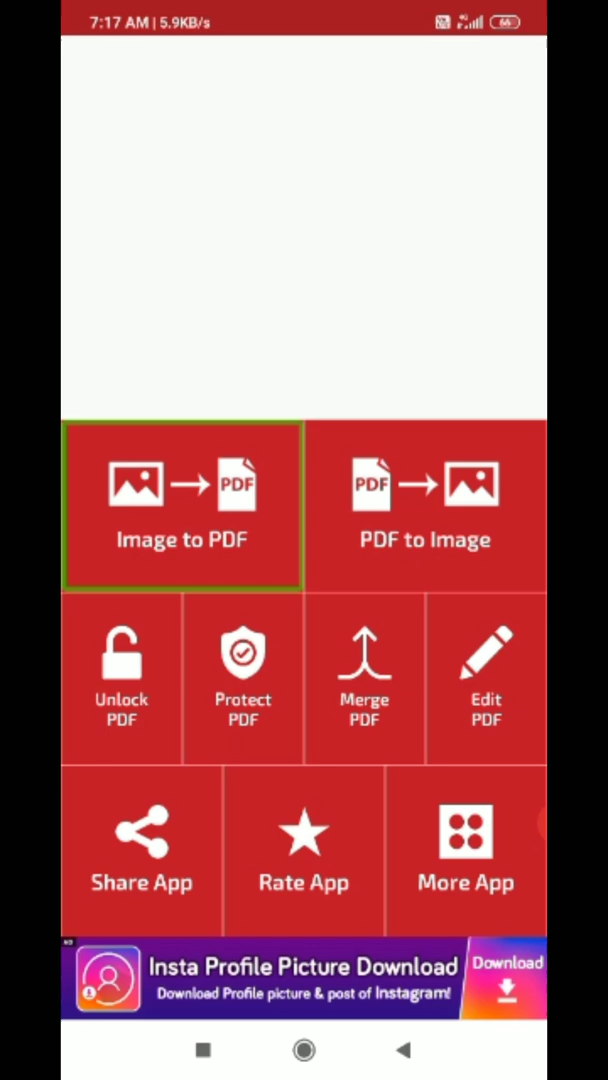 7:17 AM | 5.9KB/s
66
PDF
PDF
Image to PDF
PDF to Image
Unlock
PDF
Protect
PDF
Merge
PDF
Edit
PDF
Share App
Rate App
More App
Insta Profile Picture Download
Download Profile picture & post of Instagram!
Download